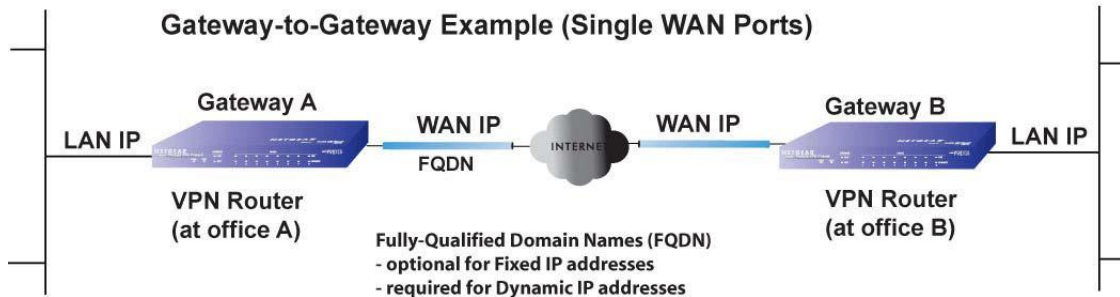 Gateway-to-Gateway Example (Single WAN Ports)
Gateway A
Gateway B
LAN IP
WAN IP
WAN IP
LAN IP
NETGEAR
INTERNET
NETGEAR
FQDN
VPN Router
(at office A)
VPN Router
(at office B)
Fully-Qualified Domain Names (FQDN)
- optional for Fixed IP addresses
- required for Dynamic IP addresses